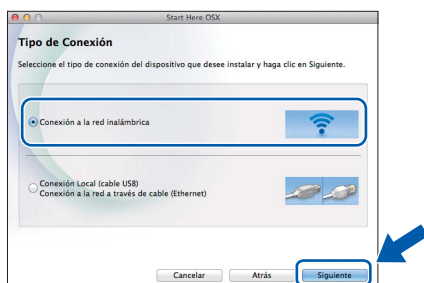 Start Here OSX
Tipo de Conexión
Seleccione el tipo de conexión del dispositivo que desee instalar y haga clic en Siguiente.
Conexión a la red inalámbrica
Conexión Local (cable USB)
Conexión a la red a través de cable (Ethernet)
Cancelar
Atrás
Siguiente